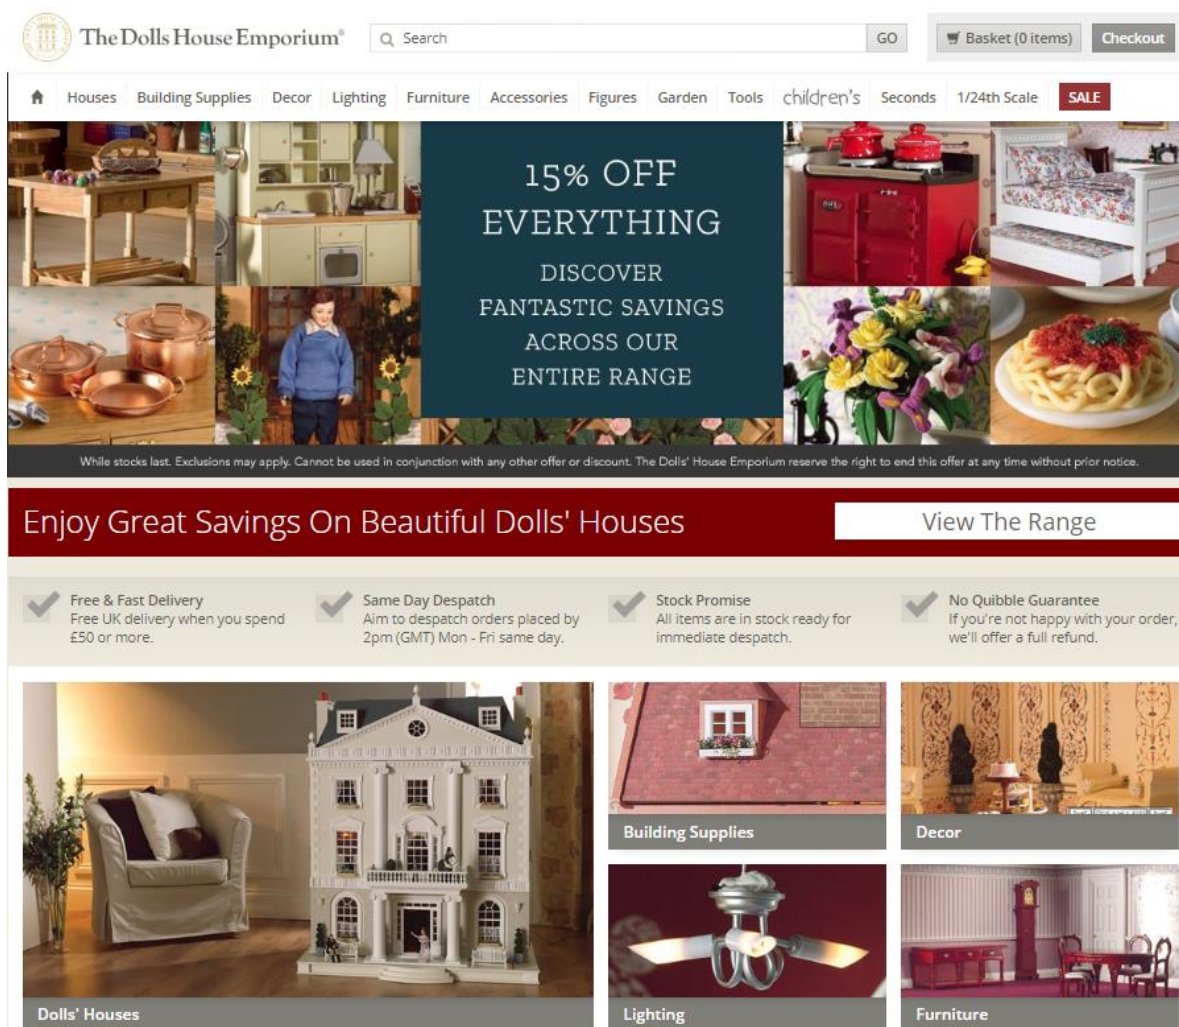 The Dolls House Emporium®
Search
GO
Basket (0 items)
Checkout
Houses
Building Supplies
Decor
Lighting
Furniture
Accessories
Figures
Garden
Tools
children's
Seconds
1/24th Scale
SALE
15% OFF
EVERYTHING
DISCOVER
FANTASTIC SAVINGS
ACROSS OUR
ENTIRE RANGE
While stocks last. Exclusions may apply. Cannot be used in conjunction with any other offer or discount. The Dolls' House Emporium reserve the right to end this offer at any time without prior notice.
Enjoy Great Savings On Beautiful Dolls' Houses
View The Range
Free & Fast Delivery
Free UK delivery when you spend
£50 or more.
Same Day Despatch
Aim to despatch orders placed by
2pm (GMT) Mon - Fri same day.
Stock Promise
All items are in stock ready for
immediate despatch.
No Quibble Guarantee
If you're not happy with your order,
we'll offer a full refund.
Building Supplies
Decor
Dolls' Houses
Lighting
Furniture